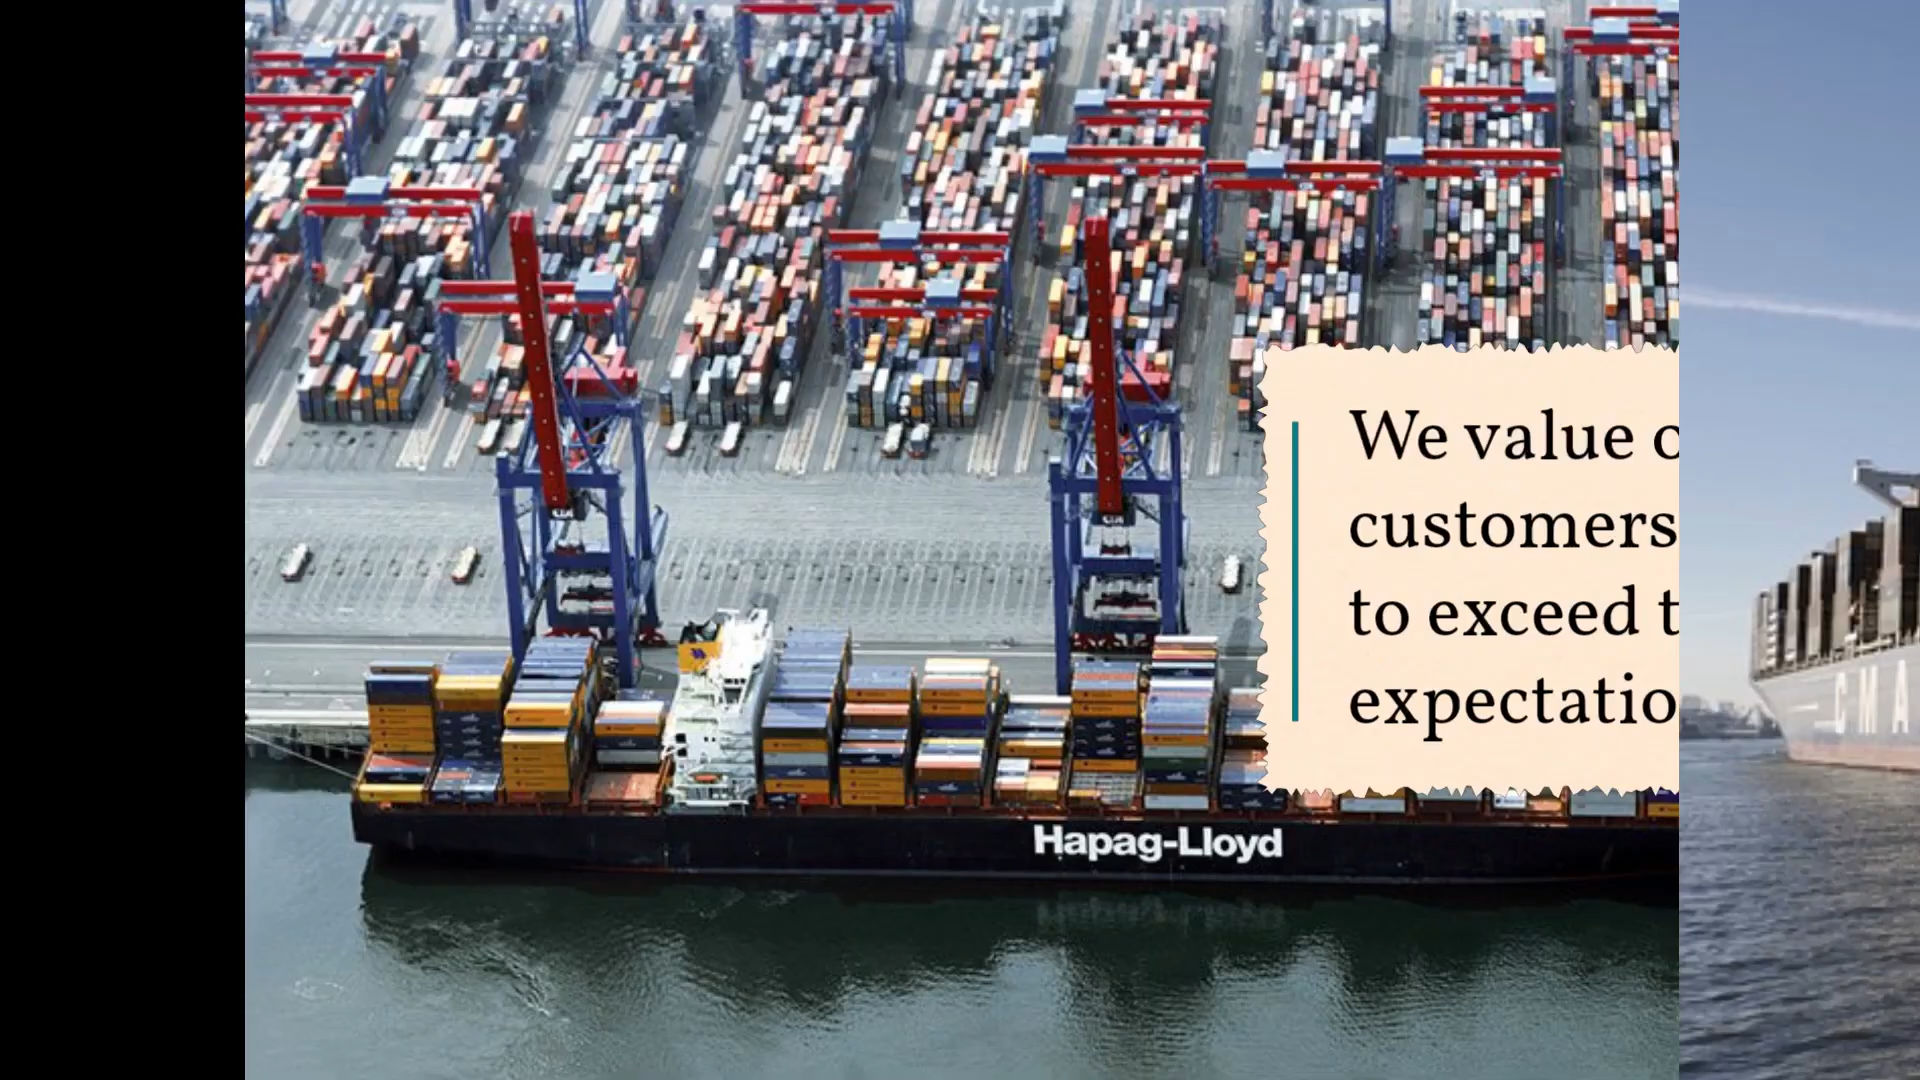 We value o
customers
to exceed t
expectatio
Hapag-Lloyd
C M A